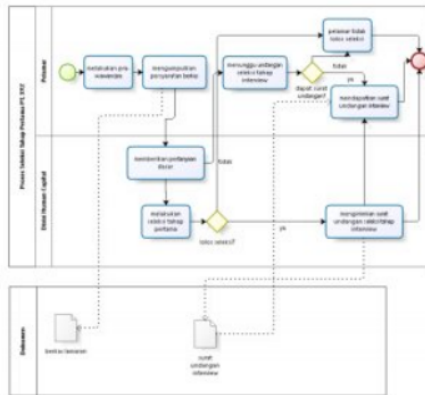 Proses Seleksi Tahap Pertama PT. XYZ
Pelamar
melakukan pra
wawancara
mengumpulkan
persyaratan berkas
menunggu undangan
seleksi tahap
interview
pelamar tidak
lolos seleksi
tidak
dapat surat
undangan?
ya
mendapatkan surat
undangan interview
Divisi Human Capital
memberikan pertanyaan
dasar
tidak
melakukan
seleksi tahap
pertama
lolos seleksi?
ya
mengirimkan surat
undangan seleksi tahap
interview
Dokumen
berkas lamaran
surat
undangan
interview